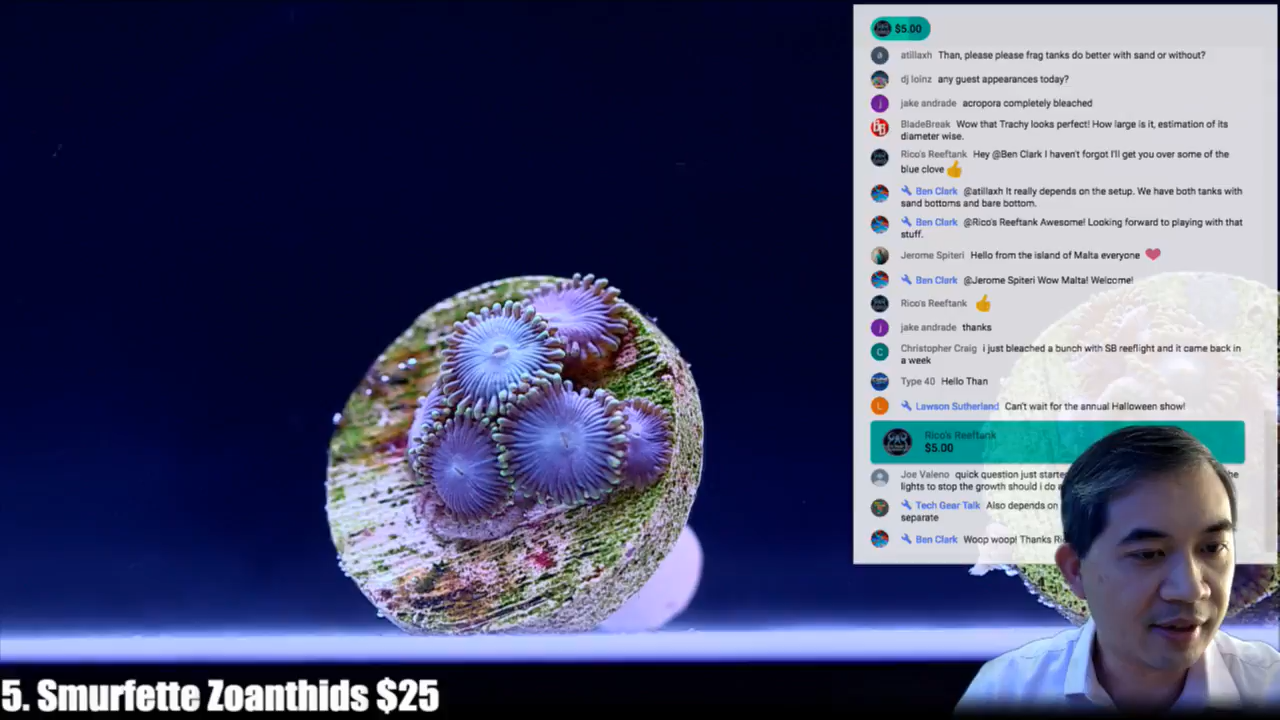 $5.00
atillaxh Than, please please frag tanks do better with sand or without?
dj loinz any guest appearances today?
jake andrade acropora completely bleached
BladeBreak Wow that Trachy looks perfect! How large is it, estimation of its
diameter wise.
Rico's Reeftank Hey @Ben Clark I haven't forgot I'll get you over some of the
blue clove
Ben Clark @atillaxh It really depends on the setup. We have both tanks with
sand bottoms and bare bottom.
Ben Clark @Rico's Reeftank Awesome! Looking forward to playing with that
stuff.
Jerome Spiteri Hello from the island of Malta everyone
Ben Clark @Jerome Spiteri Wow Malta! Welcome!
Rico's Reeftank
jake andrade thanks
Christopher Craig i just bleached a bunch with SB reeflight and it came back in
a week
Type 40 Hello Than
Lawson Sutherland Can't wait for the annual Halloween show!
Rico's Reeftank
$5.00
Joe Valeno quick question just starte the
lights to stop the growth should i do a
Tech Gear Talk Also depends on
separate
Ben Clark Woop woop! Thanks Ri
5. Smurfette Zoanthids $25